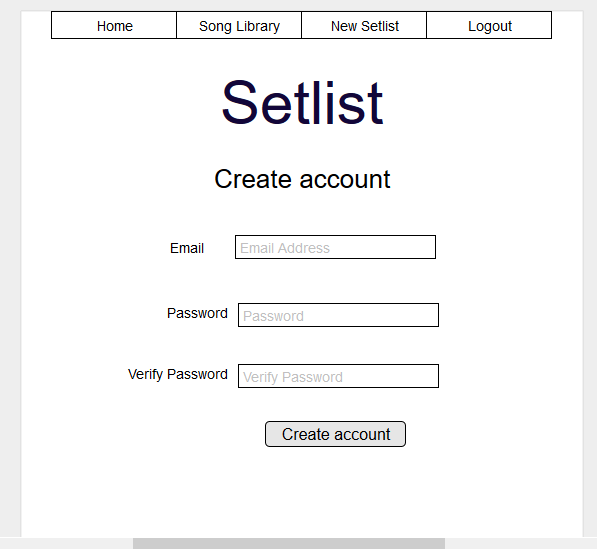 Home Song Library New Setlist Logout
Setlist
Create account
Email Email Address
Password Password
Verify Password Verify Password
Create account